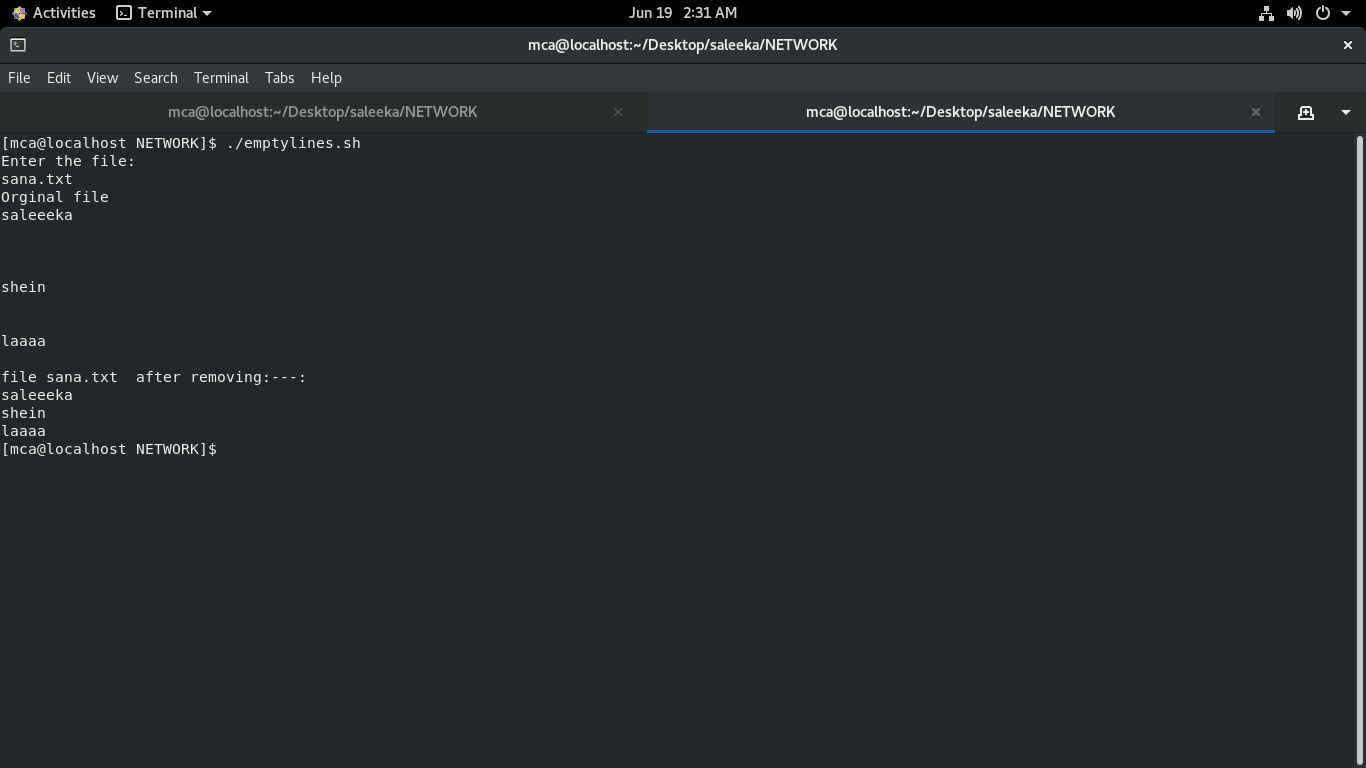 Activities Terminal Jun 19 2:31 AM
mca@localhost:~/Desktop/saleeka/NETWORK
File Edit View Search Terminal Tabs Help
mca@localhost:~/Desktop/saleeka/NETWORK mca@localhost:~/Desktop/saleeka/NETWORK
[mca@localhost NETWORK]$ ./emptylines.sh
Enter the file:
sana.txt
Orginal file
saleeeka
shein
laaaa
file sana.txt  after removing:---:
saleeeka
shein
laaaa
[mca@localhost NETWORK]$